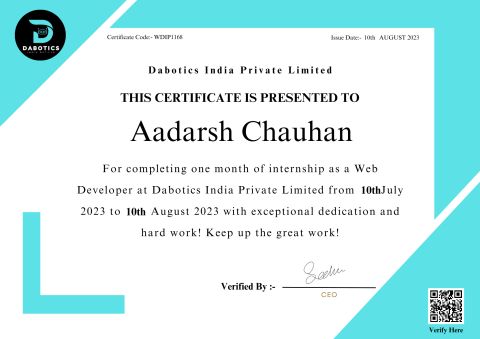 DABOTICS
Certificate Code:- WDIP1168
Issue Date:- 10th AUGUST 2023
Dabotics India Private Limited
THIS CERTIFICATE IS PRESENTED TO
Aadarsh Chauhan
For completing one month of internship as a Web
Developer at Dabotics India Private Limited from 10thJuly
2023 to 10th August 2023 with exceptional dedication and
hard work! Keep up the great work!
Verified By :-
CEO
Verify Here